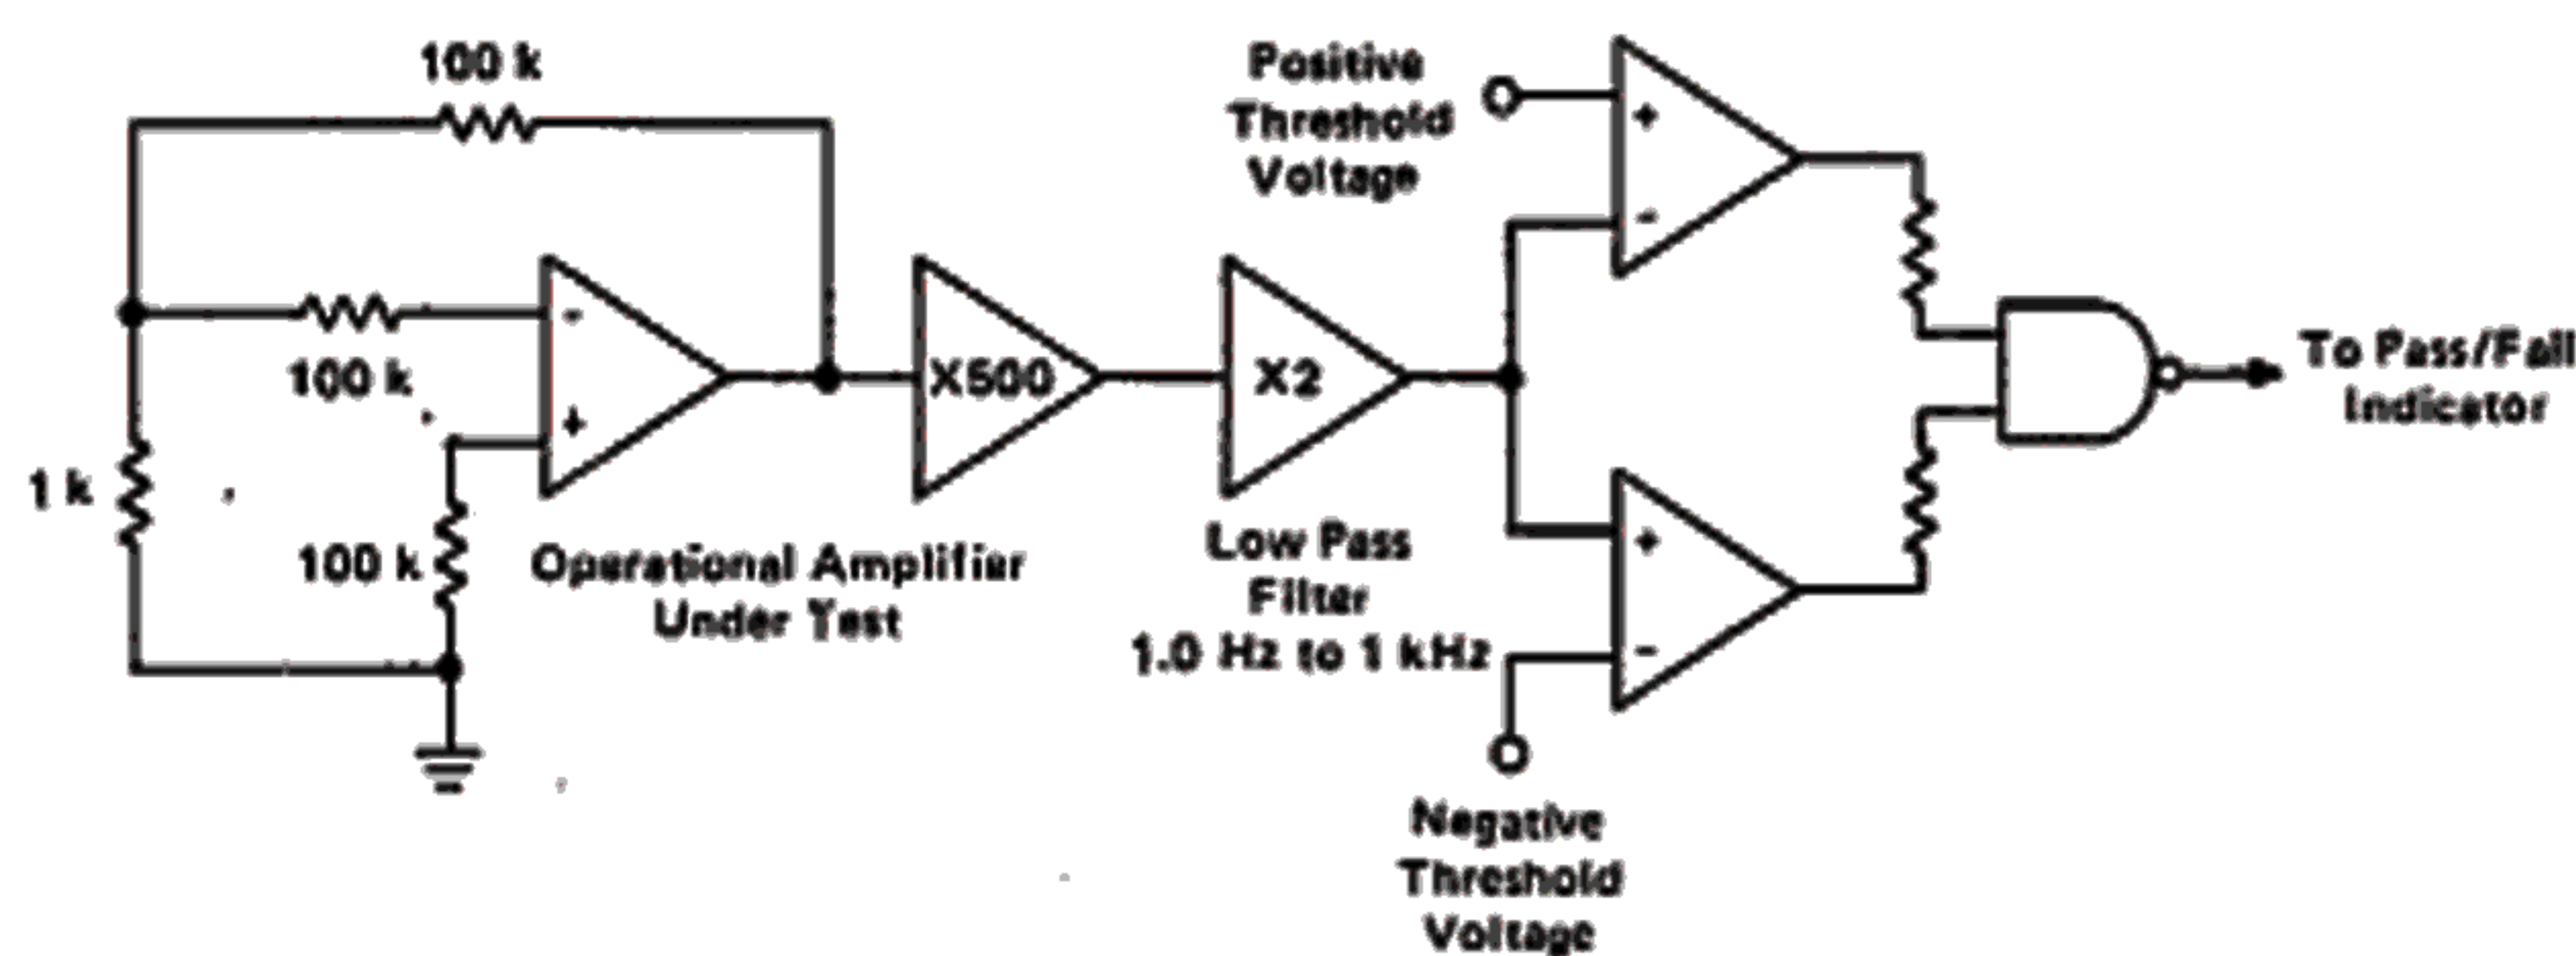 100 k
Positive
Threshold
Voltage
+
-
-
100 k
+
X500
X2
To Pass/Fail
Indicator
1 k
100 k
Operational Amplifier
Under Test
Low Pass
Filter
1.0 Hz to 1 kHz
+
-
Negative
Threshold
Voltage